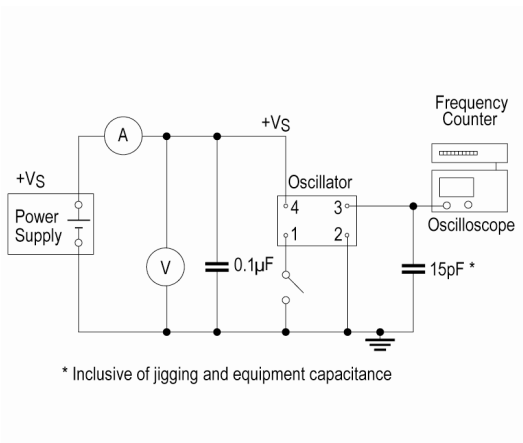 Frequency
Counter
A
+VS
+VS
Oscillator
4 3
1 2
Power
Supply
Oscilloscope
V
0.1µF
15pF *
* Inclusive of jigging and equipment capacitance